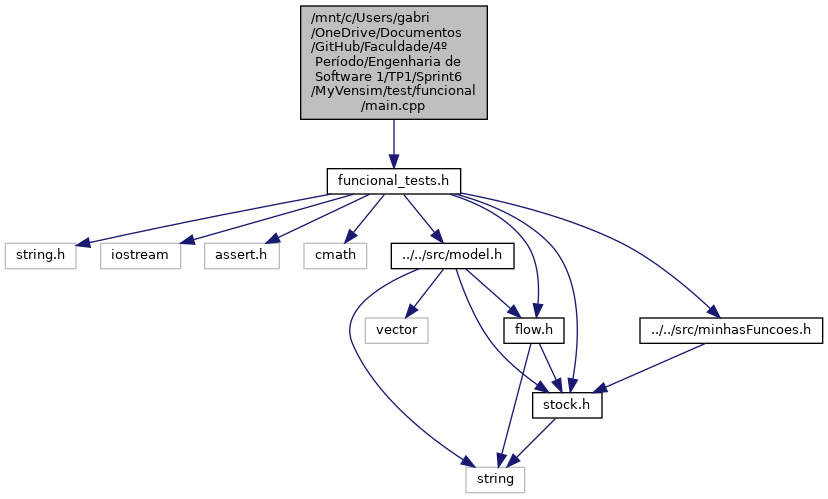 /mnt/c/Users/gabri
/OneDrive/Documentos
/GitHub/Faculdade/4º
Período/Engenharia de
Software 1/TP1/Sprint6
/MyVensim/test/funcional
/main.cpp
funcional_tests.h
string.h
iostream
assert.h
cmath
../../src/model.h
vector
flow.h
../../src/minhasFuncoes.h
stock.h
string